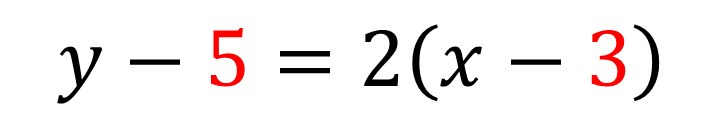 y − 5 = 2(x − 3)